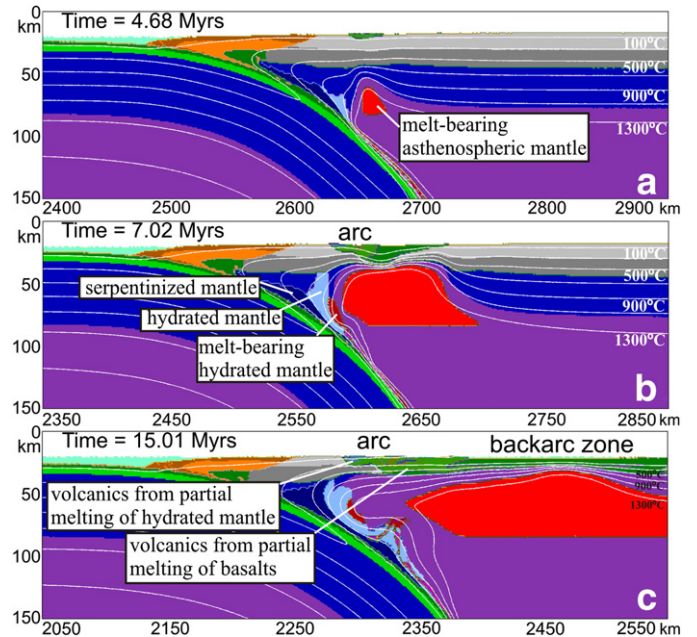 Time = 4.68 Myrs
0
km
50
100
150
100°C
500°C
900°C
1300°C
melt-bearing
asthenospheric mantle
a
2400 2500 2600 2700 2800 2900 km
Time = 7.02 Myrs
arc
0
km
50
100
150
100°C
500°C
900°C
1300°C
serpentinized mantle
hydrated mantle
melt-bearing
hydrated mantle
b
2350 2450 2550 2650 2750 2850 km
Time = 15.01 Myrs
arc
backarc zone
0
km
50
100
150
900°C
1300°C
volcanics from partial
melting of hydrated mantle
volcanics from partial
melting of basalts
c
2050 2150 2250 2350 2450 2550 km